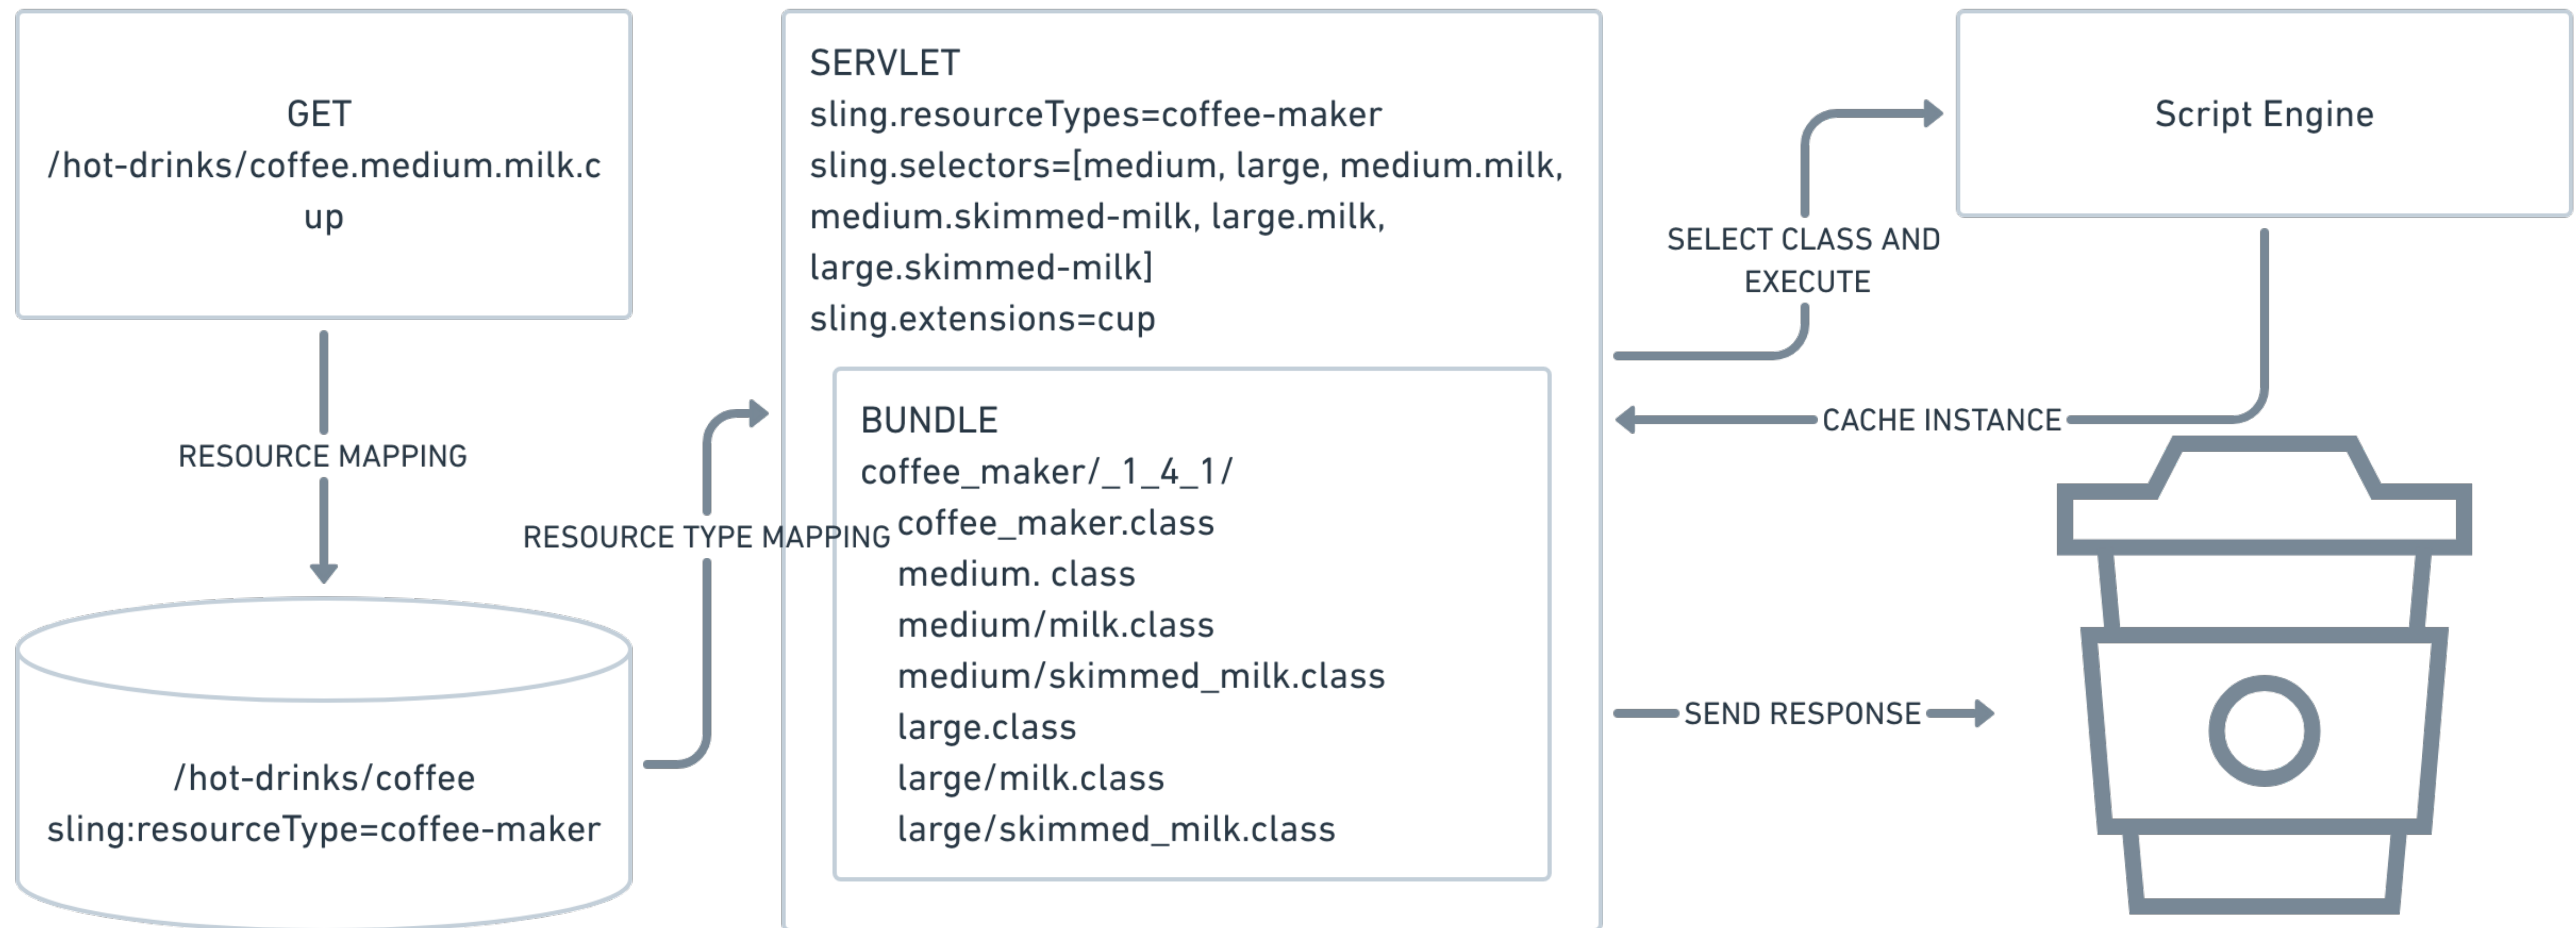 GET
/hot-drinks/coffee.medium.milk.c
up
RESOURCE MAPPING
/hot-drinks/coffee
sling:resourceType=coffee-maker
RESOURCE TYPE MAPPING
SERVLET
sling.resourceTypes=coffee-maker
sling.selectors=[medium, large, medium.milk,
medium.skimmed-milk, large.milk,
large.skimmed-milk]
sling.extensions=cup
BUNDLE
coffee_maker/_1_4_1/
coffee_maker.class
medium. class
medium/milk.class
medium/skimmed_milk.class
large.class
large/milk.class
large/skimmed_milk.class
SELECT CLASS AND
EXECUTE
Script Engine
CACHE INSTANCE
SEND RESPONSE